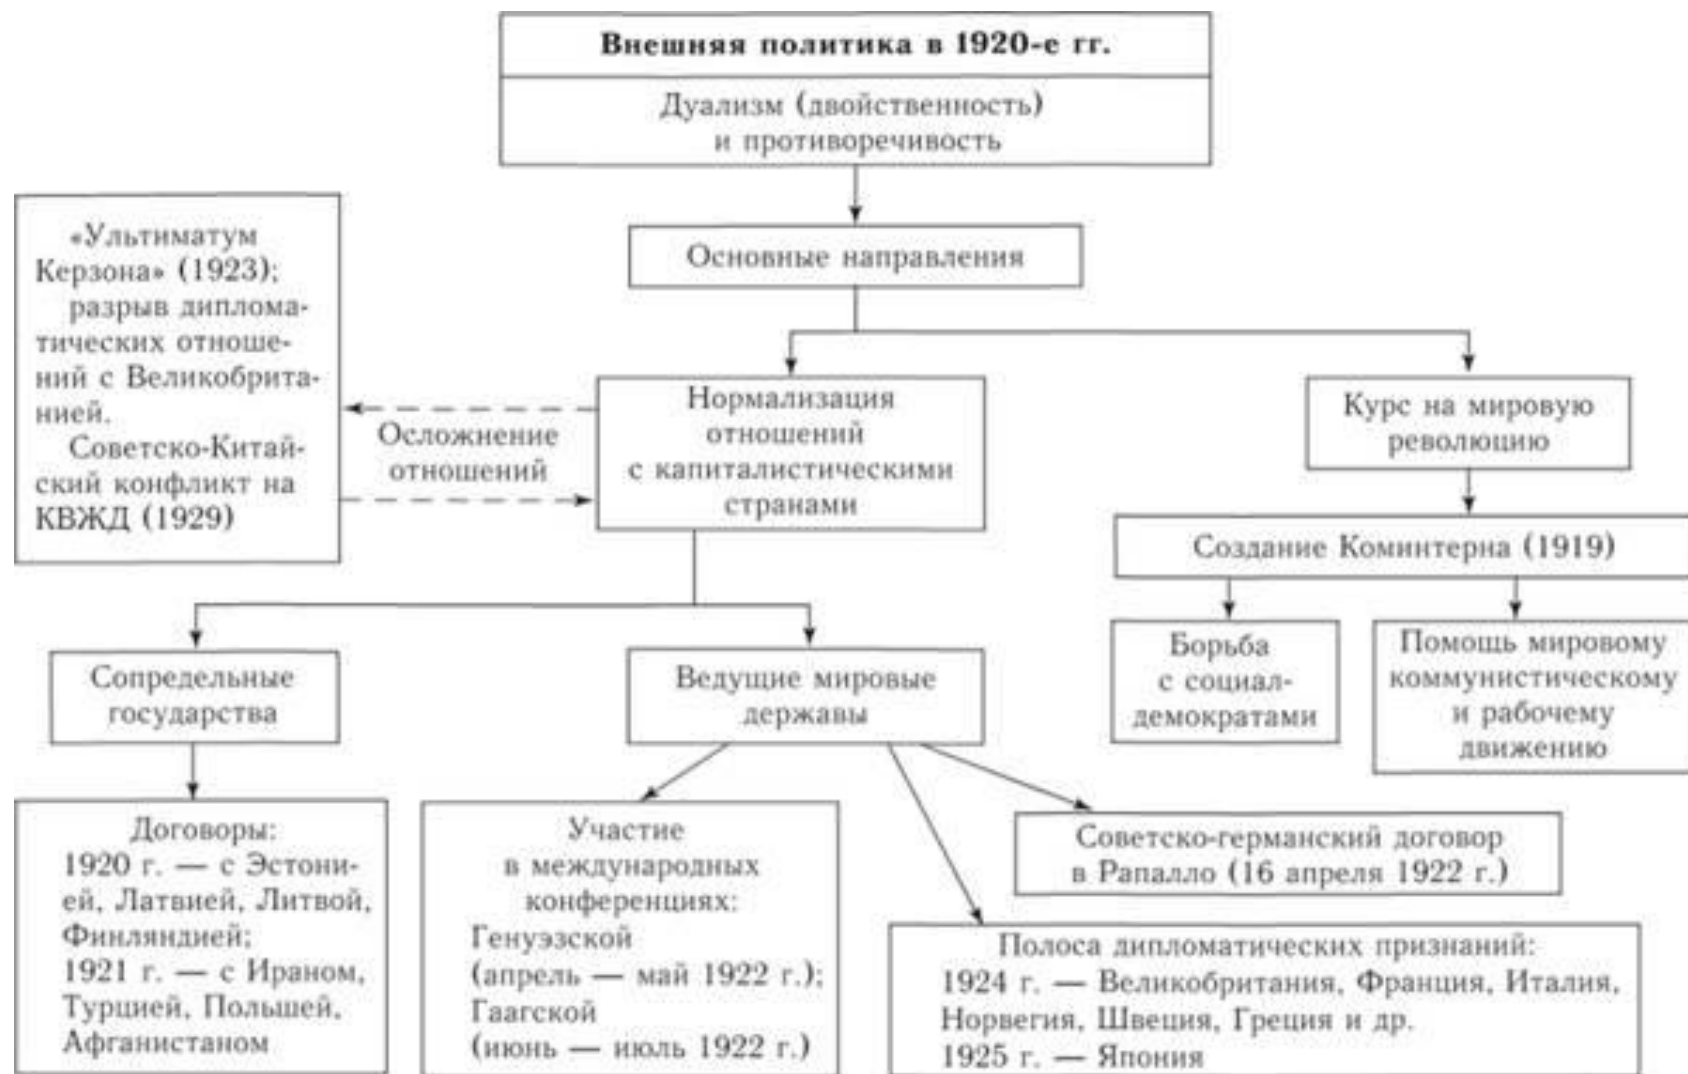 Внешняя политика в 1920-е гг.
Дуализм (двойственность)
и противоречивость
Основные направления
«Ультиматум
Керзона» (1923);
разрыв диплома-
тических отноше-
ний с Великобрита-
нией.
Советско-Китай-
ский конфликт на
КВЖД (1929)
Осложнение
отношений
Нормализация
отношений
с капиталистическими
странами
Курс на мировую
революцию
Создание Коминтерна (1919)
Борьба
с социал-
демократами
Помощь мировому
коммунистическому
и рабочему
движению
Сопредельные
государства
Ведущие мировые
державы
Договоры:
1920 г. — с Эстони-
ей, Латвией, Литвой,
Финляндией;
1921 г. — с Ираном,
Турцией, Польшей,
Афганистаном
Участие
в международных
конференциях:
Генуэзской
(апрель — май 1922 г.);
Гаагской
(июнь — июль 1922 г.)
Советско-германский договор
в Рапалло (16 апреля 1922 г.)
Полоса дипломатических признаний:
1924 г. — Великобритания, Франция, Италия,
Норвегия, Швеция, Греция и др.
1925 г. — Япония